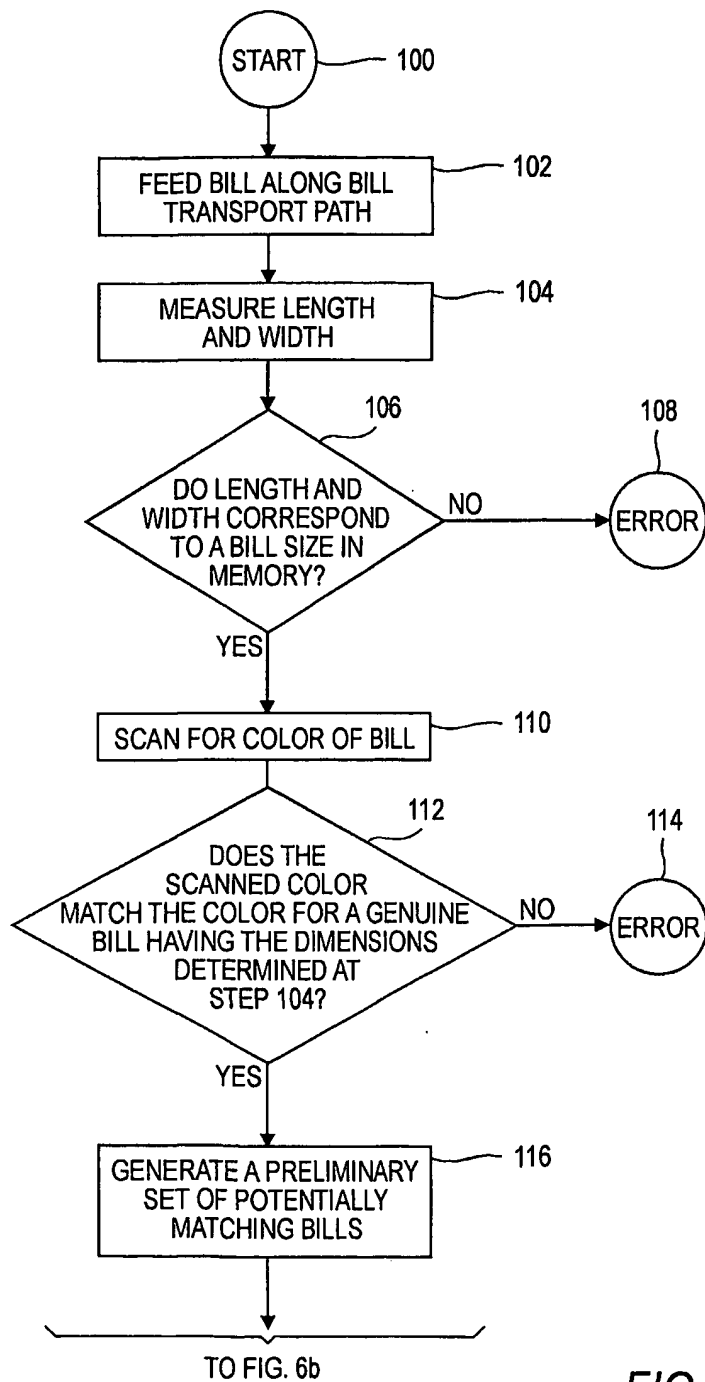 START
100
FEED BILL ALONG BILL
TRANSPORT PATH
102
MEASURE LENGTH
AND WIDTH
104
106
DO LENGTH AND
WIDTH CORRESPOND
TO A BILL SIZE IN
MEMORY?
NO
108
ERROR
YES
SCAN FOR COLOR OF BILL
110
112
DOES THE
SCANNED COLOR
MATCH THE COLOR FOR A GENUINE
BILL HAVING THE DIMENSIONS
DETERMINED AT
STEP 104?
NO
114
ERROR
YES
GENERATE A PRELIMINARY
SET OF POTENTIALLY
MATCHING BILLS
116
TO FIG. 6b
FIG